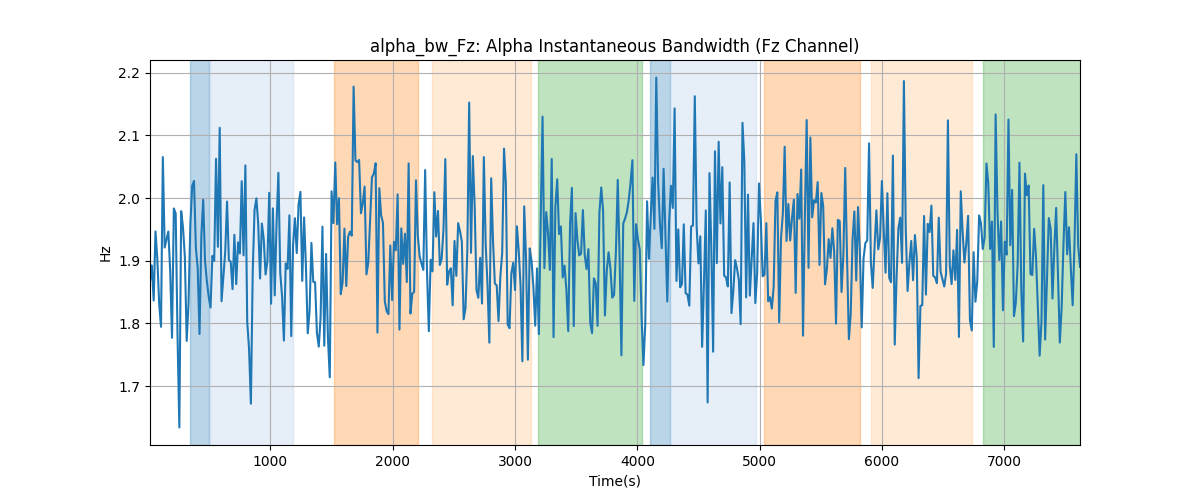 alpha_bw_Fz: Alpha Instantaneous Bandwidth (Fz Channel)
2.2
2.1
2.0
1.9
1.8
1.7
Hz
1000 2000 3000 4000 5000 6000 7000
Time(s)